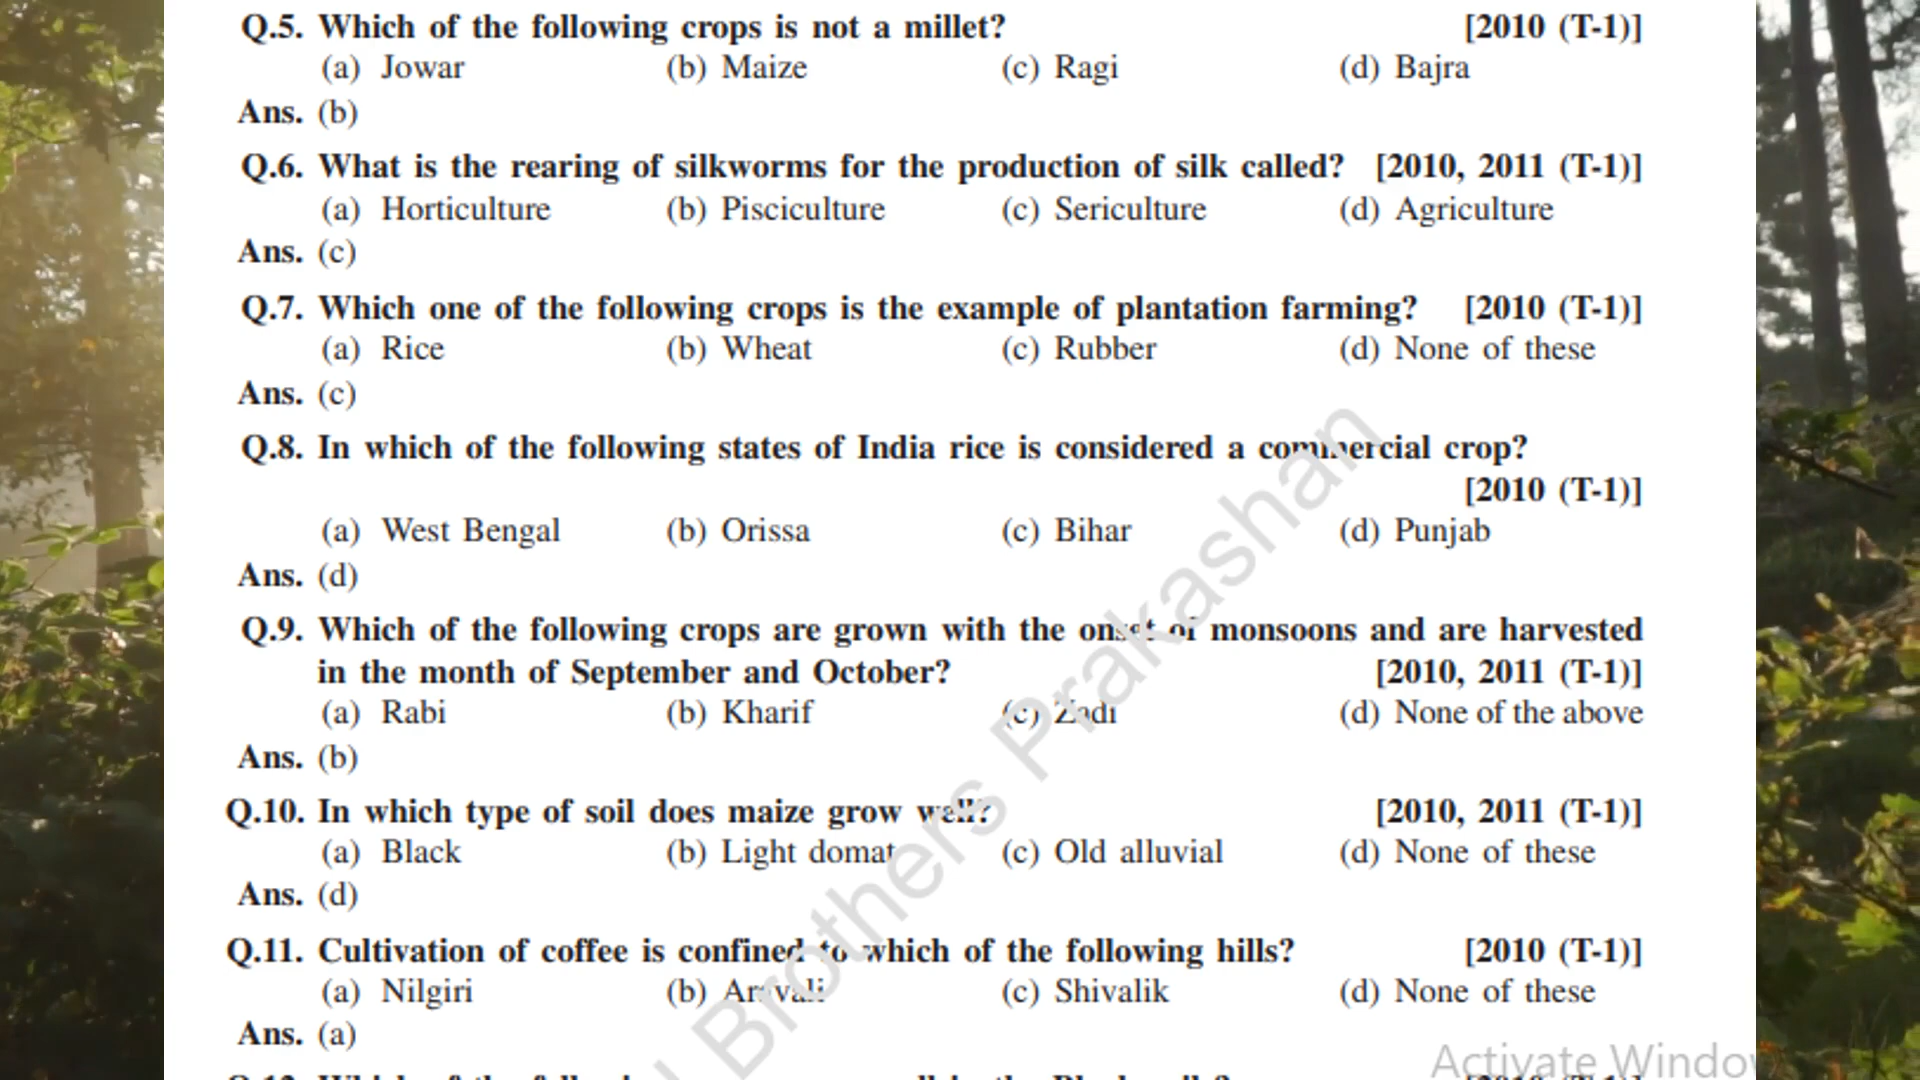 Q.5. Which of the following crops is not a millet? [2010 (T-1)]
(a) Jowar (b) Maize (c) Ragi (d) Bajra
Ans. (b)
Q.6. What is the rearing of silkworms for the production of silk called? [2010, 2011 (T-1)]
(a) Horticulture (b) Pisciculture (c) Sericulture (d) Agriculture
Ans. (c)
Q.7. Which one of the following crops is the example of plantation farming? [2010 (T-1)]
(a) Rice (b) Wheat (c) Rubber (d) None of these
Ans. (c)
Q.8. In which of the following states of India rice is considered a commercial crop?
[2010 (T-1)]
(a) West Bengal (b) Orissa (c) Bihar (d) Punjab
Ans. (d)
Q.9. Which of the following crops are grown with the onset of monsoons and are harvested
in the month of September and October? [2010, 2011 (T-1)]
(a) Rabi (b) Kharif (c) Zadi (d) None of the above
Ans. (b)
Q.10. In which type of soil does maize grow well? [2010, 2011 (T-1)]
(a) Black (b) Light domat (c) Old alluvial (d) None of these
Ans. (d)
Q.11. Cultivation of coffee is confined to which of the following hills? [2010 (T-1)]
(a) Nilgiri (b) Aravali (c) Shivalik (d) None of these
Ans. (a)
Brothers Prakashan
Activate Window